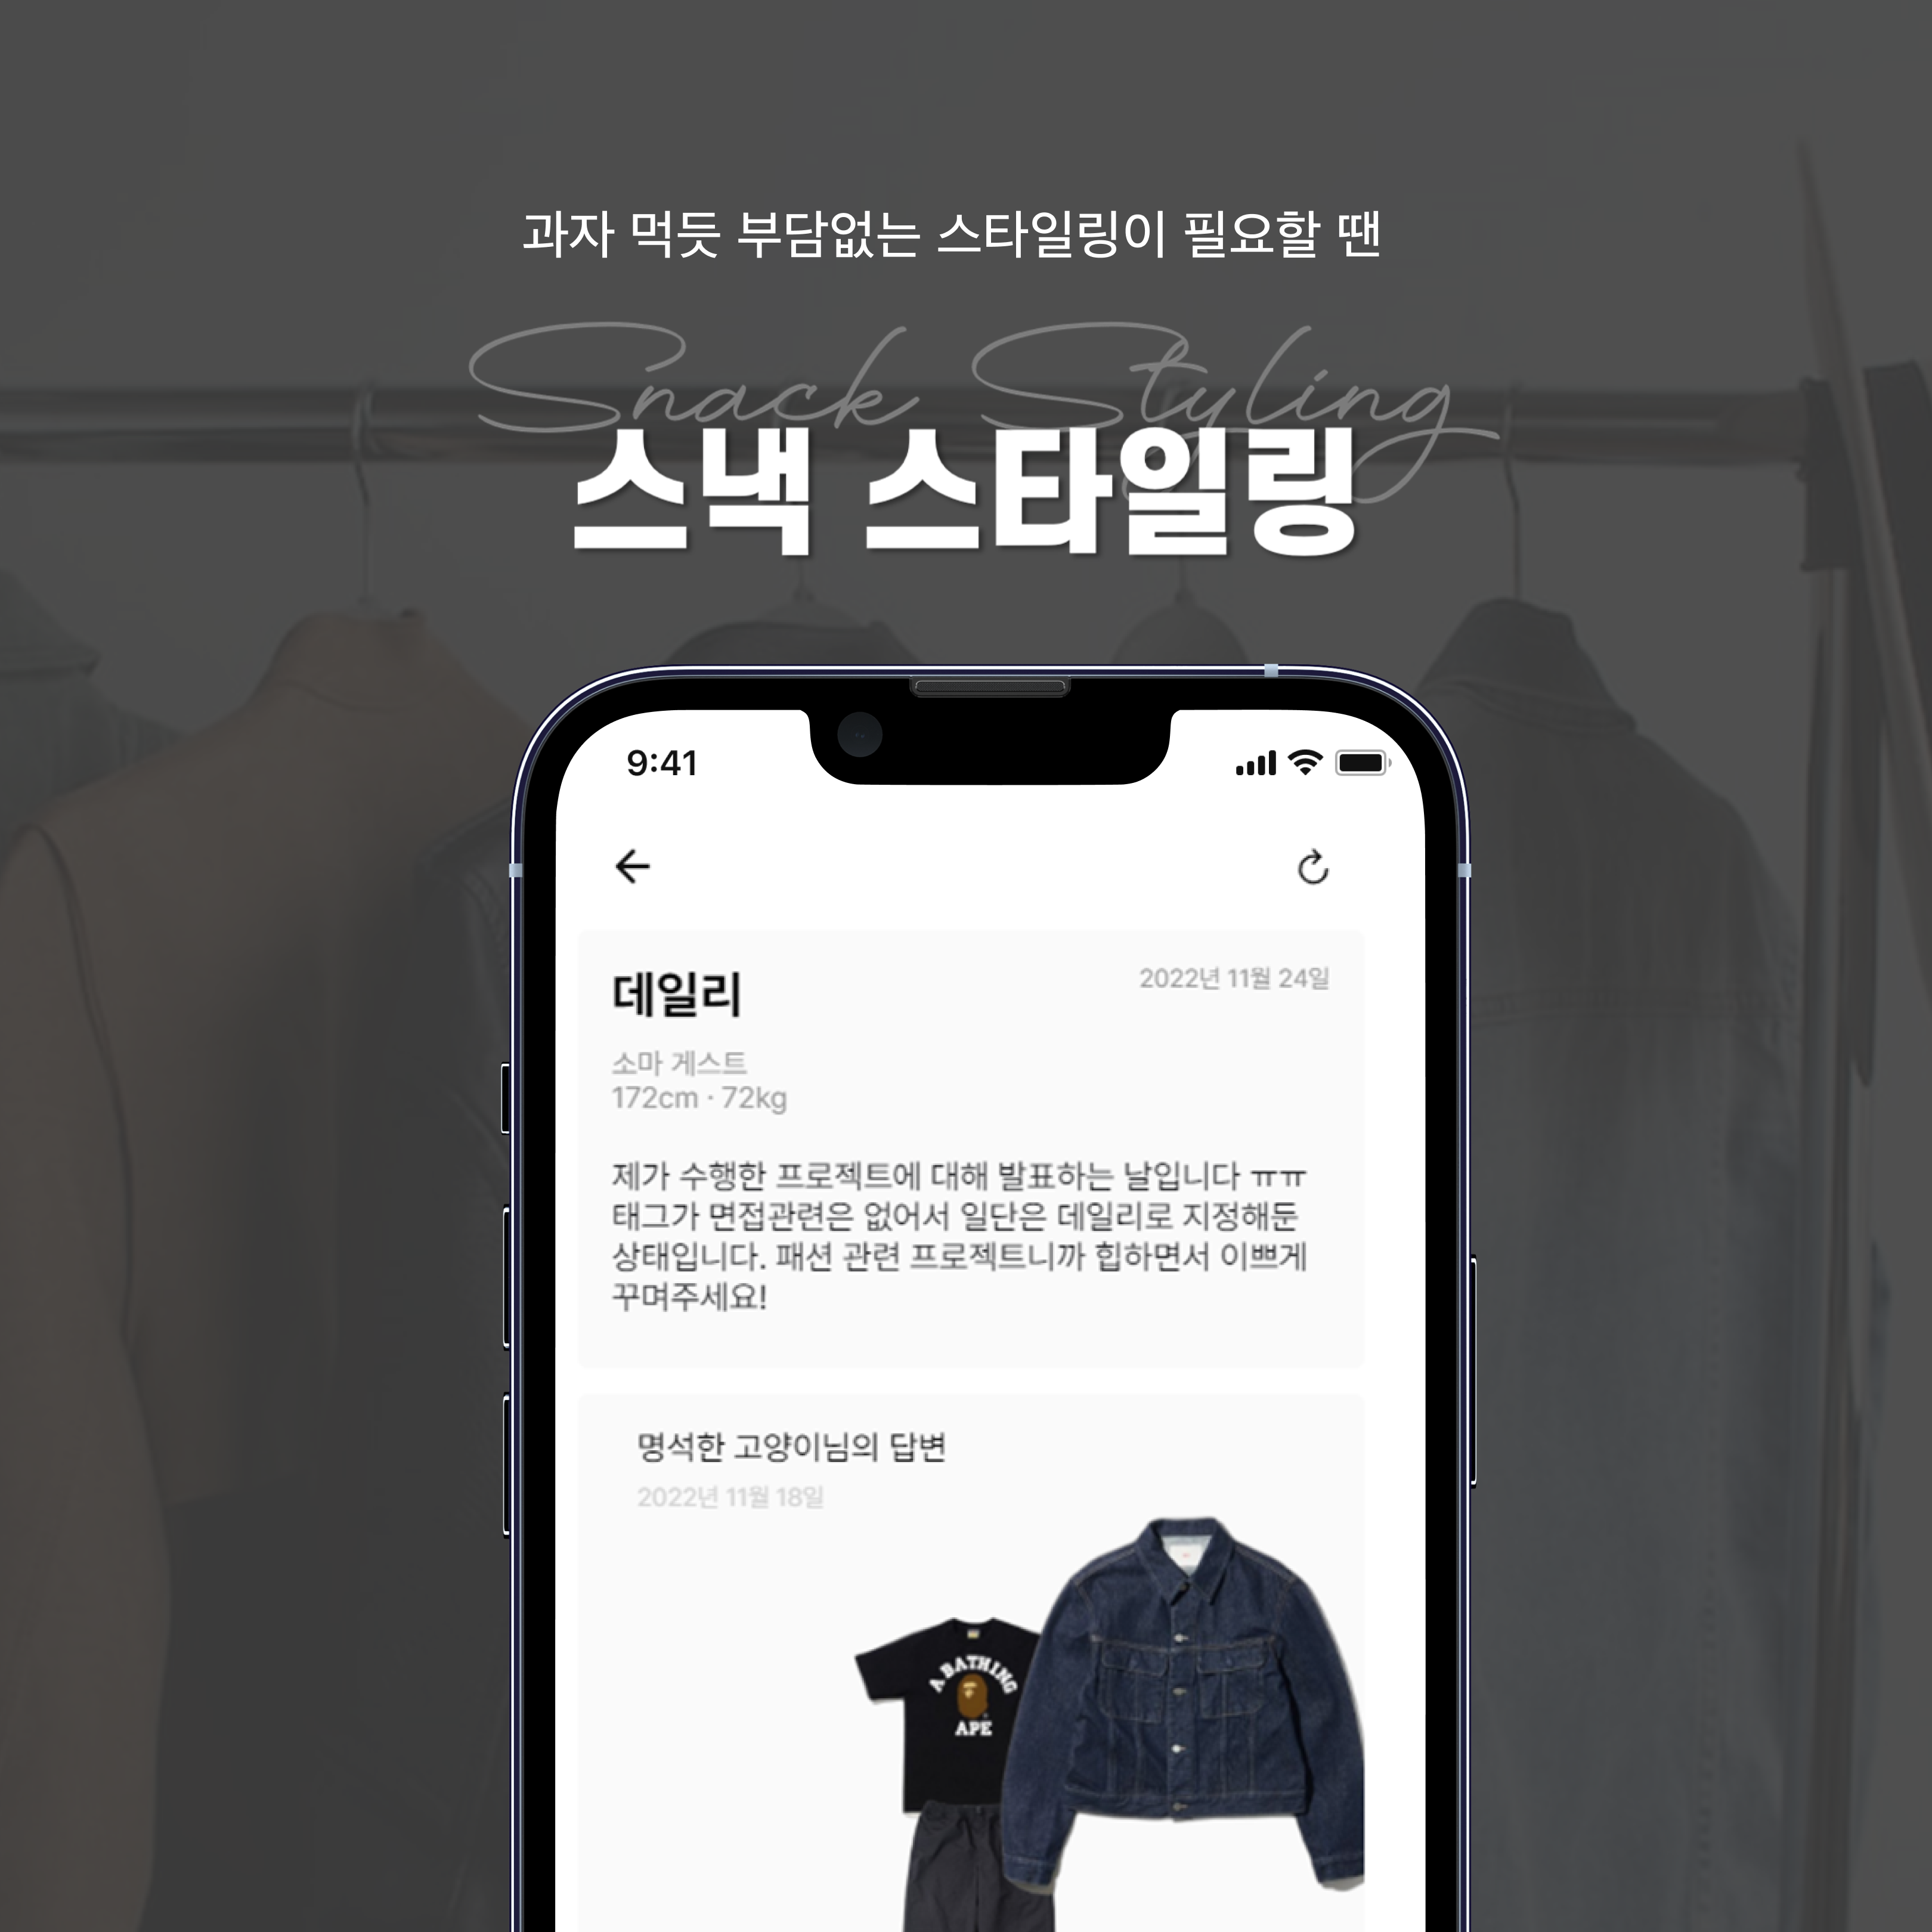 과자 먹듯 부담없는 스타일링이 필요할 땐
Snack Styling
스낵 스타일링
9:41
데일리
2022년 11월 24일
소마 게스트
172cm · 72kg
제가 수행한 프로젝트에 대해 발표하는 날입니다 ㅠㅠ
태그가 면접관련은 없어서 일단은 데일리로 지정해둔
상태입니다. 패션 관련 프로젝트니까 힙하면서 이쁘게
꾸며주세요!
명석한 고양이님의 답변
2022년 11월 18일
A BATHING
APE